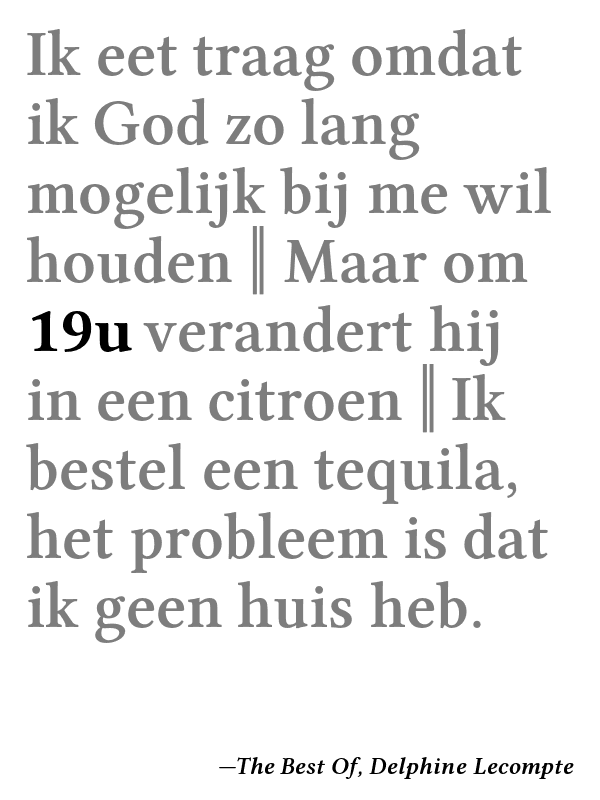 Ik eet traag omdat
ik God zo lang
mogelijk bij me wil
houden ‖ Maar om
19u verandert hij
in een citroen ‖ Ik
bestel een tequila,
het probleem is dat
ik geen huis heb.
—The Best Of, Delphine Lecompte